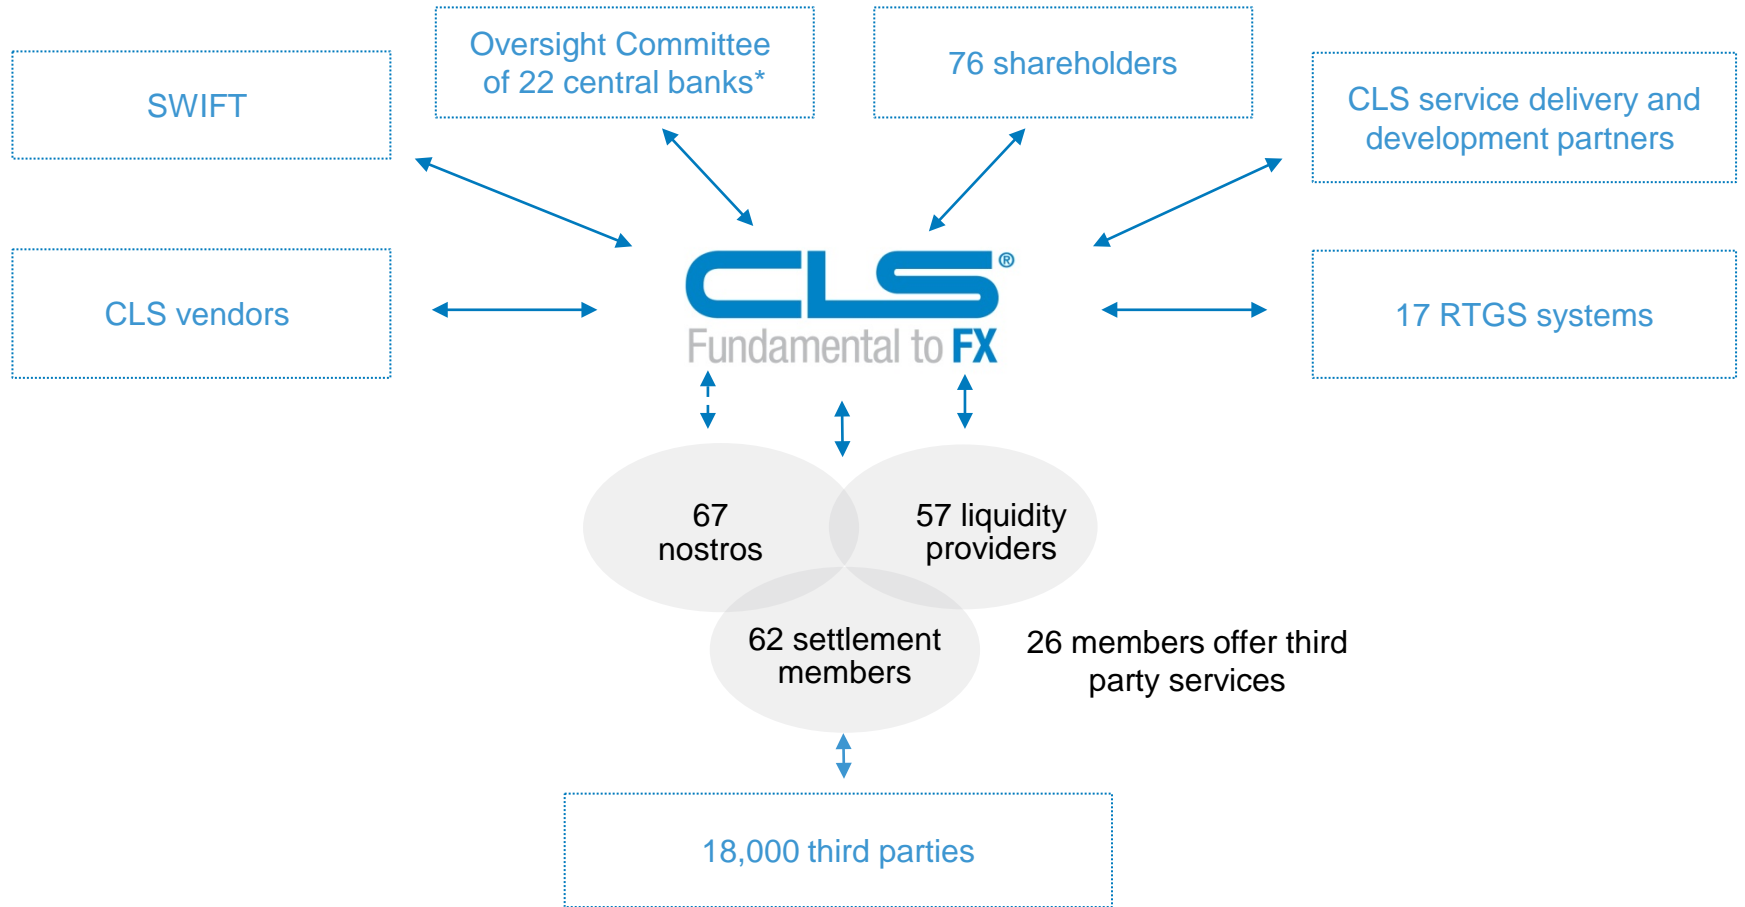 Oversight Committee
of 22 central banks*
76 shareholders
SWIFT
CLS service delivery and
development partners
CLS®
Fundamental to FX
CLS vendors
17 RTGS systems
67
nostros
57 liquidity
providers
62 settlement
members
26 members offer third
party services
18,000 third parties